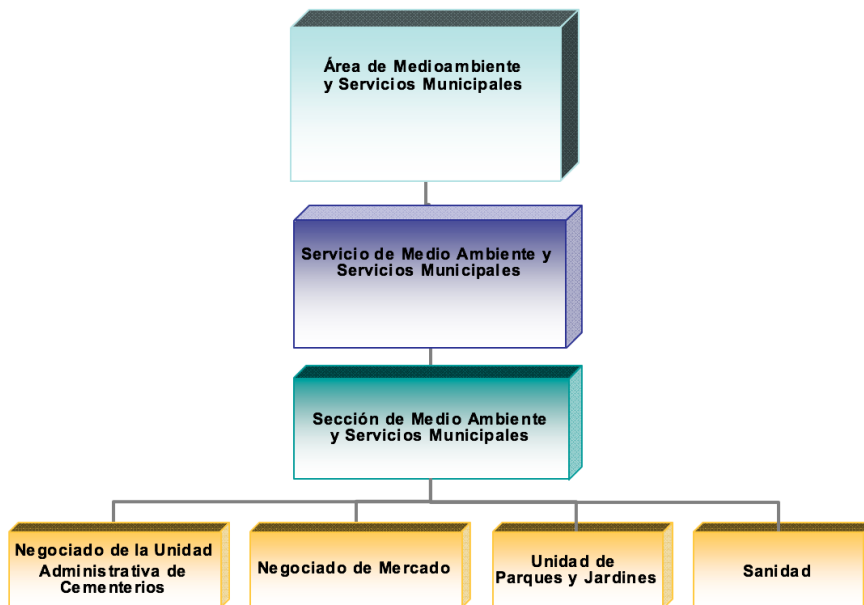 Área de Medioambiente
y Servicios Municipales
Servicio de Medio Ambiente y
Servicios Municipales
Sección de Medio Ambiente
y Servicios Municipales
Negociado de la Unidad
Administrativa de
Cementerios
Negociado de Mercado
Unidad de
Parques y Jardines
Sanidad